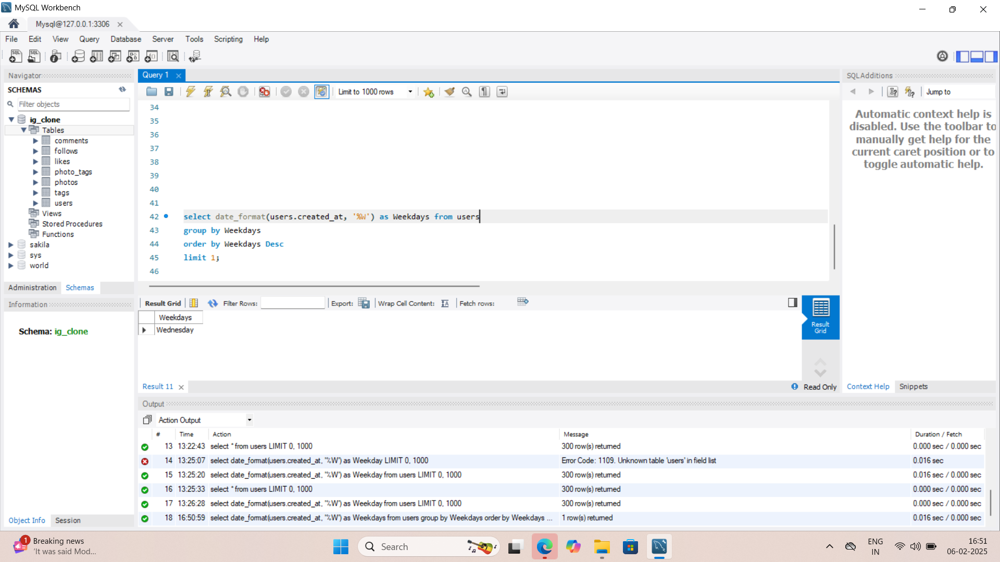 MySQL Workbench
Mysql@127.0.0.1:3306
File Edit View Query Database Server Tools Scripting Help
Navigator
SCHEMAS
Filter objects
ig_clone
Tables
comments
follows
likes
photo_tags
photos
tags
users
Views
Stored Procedures
Functions
sakila
sys
world
Administration Schemas
Information
Schema: ig_clone
Object Info Session
Query 1
Limit to 1000 rows
34
35
36
37
38
39
40
41
42 select date_format(users.created_at, '%W') as Weekdays from users
43 group by Weekdays
44 order by Weekdays Desc
45 limit 1;
46
Result Grid Filter Rows: Export: Wrap Cell Content: Fetch rows:
Weekdays
Wednesday
Result Grid
Result 11
Read Only
SQLAdditions
Jump to
Automatic context help is
disabled. Use the toolbar to
manually get help for the
current caret position or to
toggle automatic help.
Context Help Snippets
Output
Action Output
# Time Action Message Duration / Fetch
13 13:22:43 select * from users LIMIT 0, 1000 300 row(s) returned 0.000 sec / 0.000 sec
14 13:25:07 select date_format(users.created_at, '%W') as Weekday LIMIT 0, 1000 Error Code: 1109. Unknown table 'users' in field list 0.016 sec
15 13:25:20 select date_format(users.created_at, '%W') as Weekday from users LIMIT 0, 1000 300 row(s) returned 0.016 sec / 0.000 sec
16 13:25:33 select * from users LIMIT 0, 1000 300 row(s) returned 0.000 sec / 0.000 sec
17 13:26:28 select date_format(users.created_at, '%W') as Weekday from users LIMIT 0, 1000 300 row(s) returned 0.000 sec / 0.000 sec
18 16:50:59 select date_format(users.created_at, '%W') as Weekdays from users group by Weekdays order by Weekdays ... 1 row(s) returned 0.016 sec / 0.000 sec
1
Breaking news
'It was said Mod...
Search
ENG
IN
16:51
06-02-2025